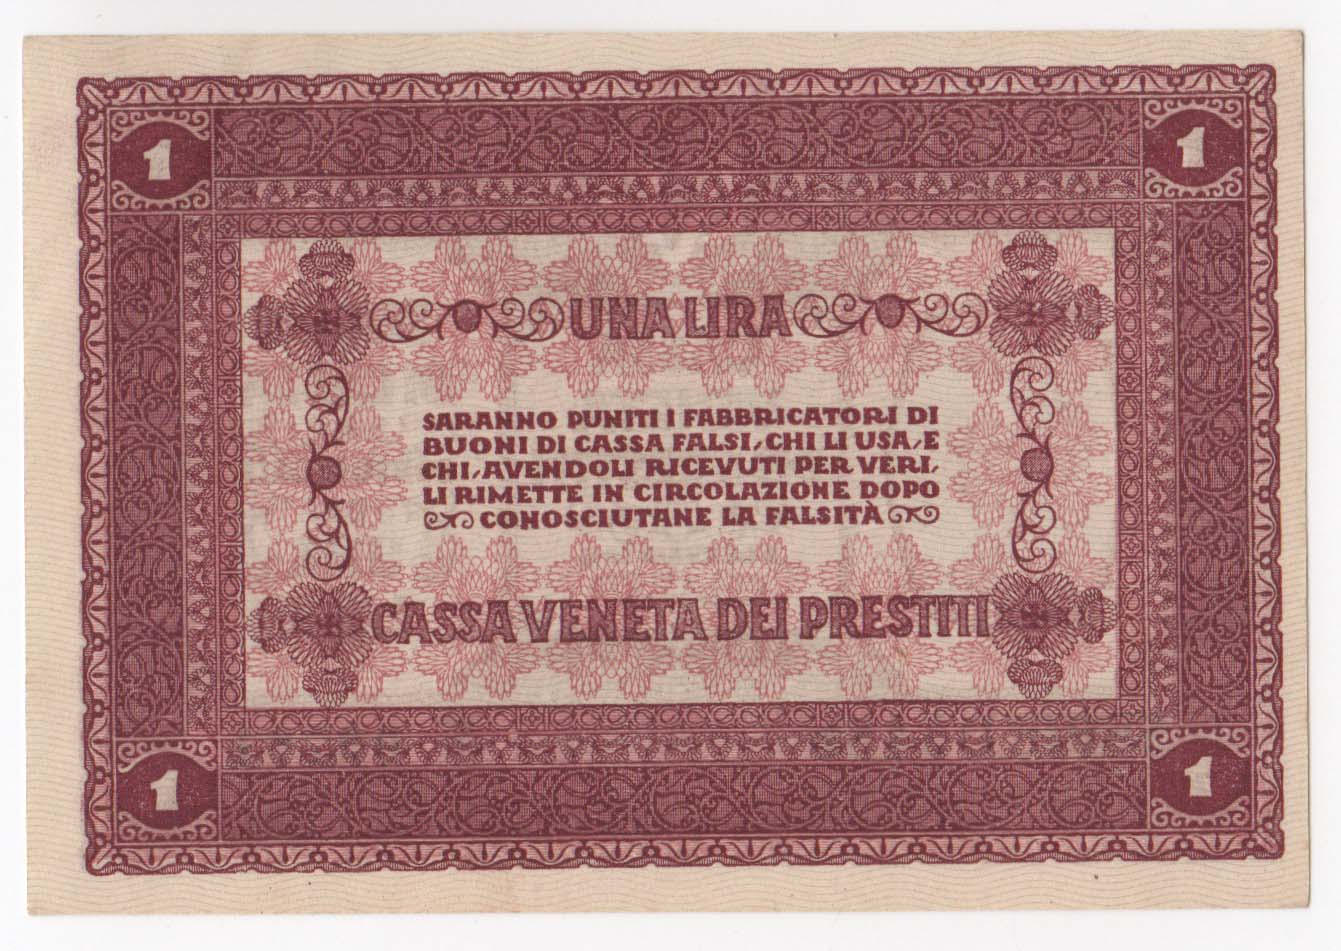 1 1
UNA LIRA
SARANNO PUNITI I FABBRICATORI DI
BUONI DI CASSA FALSI, CHI LI USA, E
CHI, AVENDOLI RICEVUTI PER VERI,
LI RIMETTE IN CIRCOLAZIONE DOPO
CONOSCIUTANE LA FALSITÀ
CASSA VENETA DEI PRESTITI
1 1